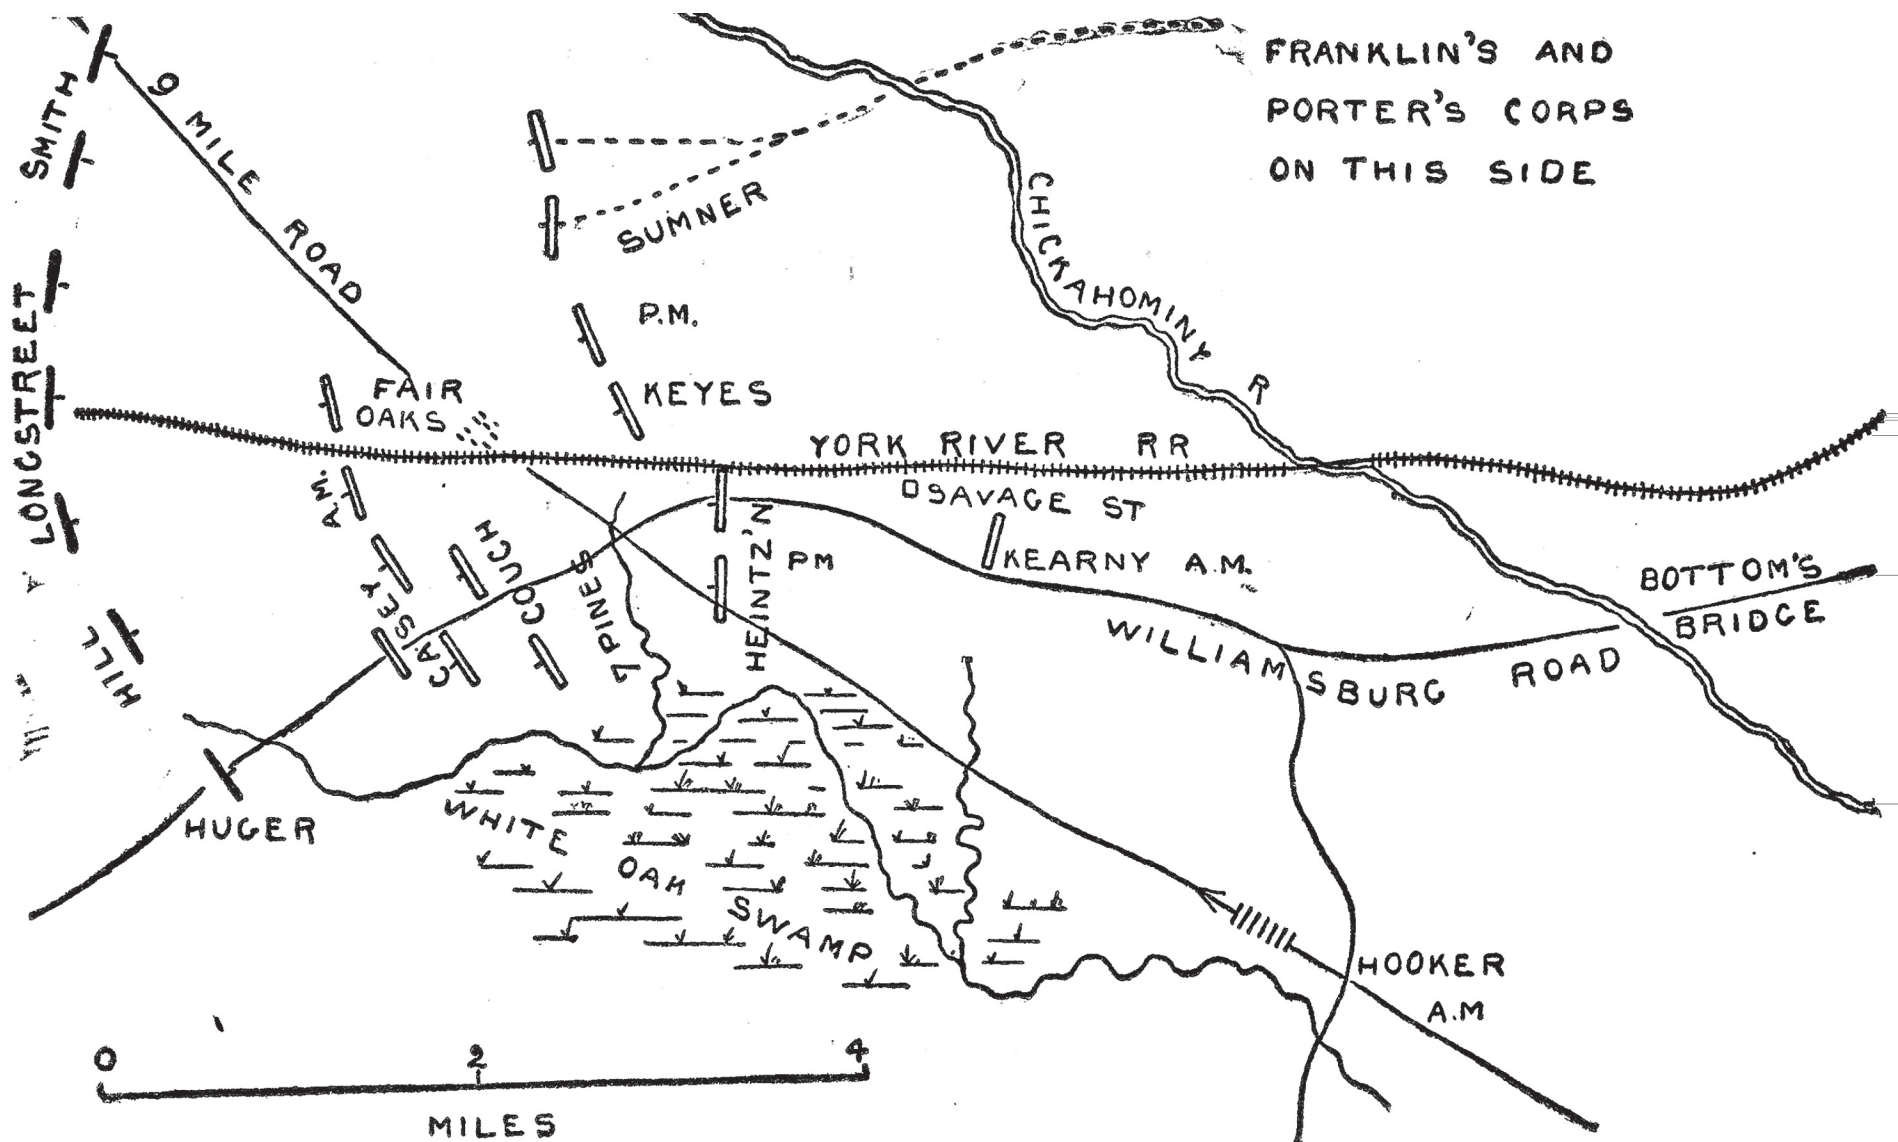 FRANKLIN'S AND
PORTER'S CORPS
ON THIS SIDE
SMITH
9 MILE ROAD
SUMNER
CHICKAHOMINY R
P.M.
KEYES
LONGSTREET
FAIR
OAKS
YORK RIVER RR
SAVAGE ST
A.M.
COUCH
CASEY
7 PINES
HEINTZ'N
PM
KEARNY A.M.
BOTTOM'S
BRIDGE
WILLIAMSBURG ROAD
HILL
HUGER
WHITE
OAK
SWAMP
HOOKER
A.M
0 2 4
MILES